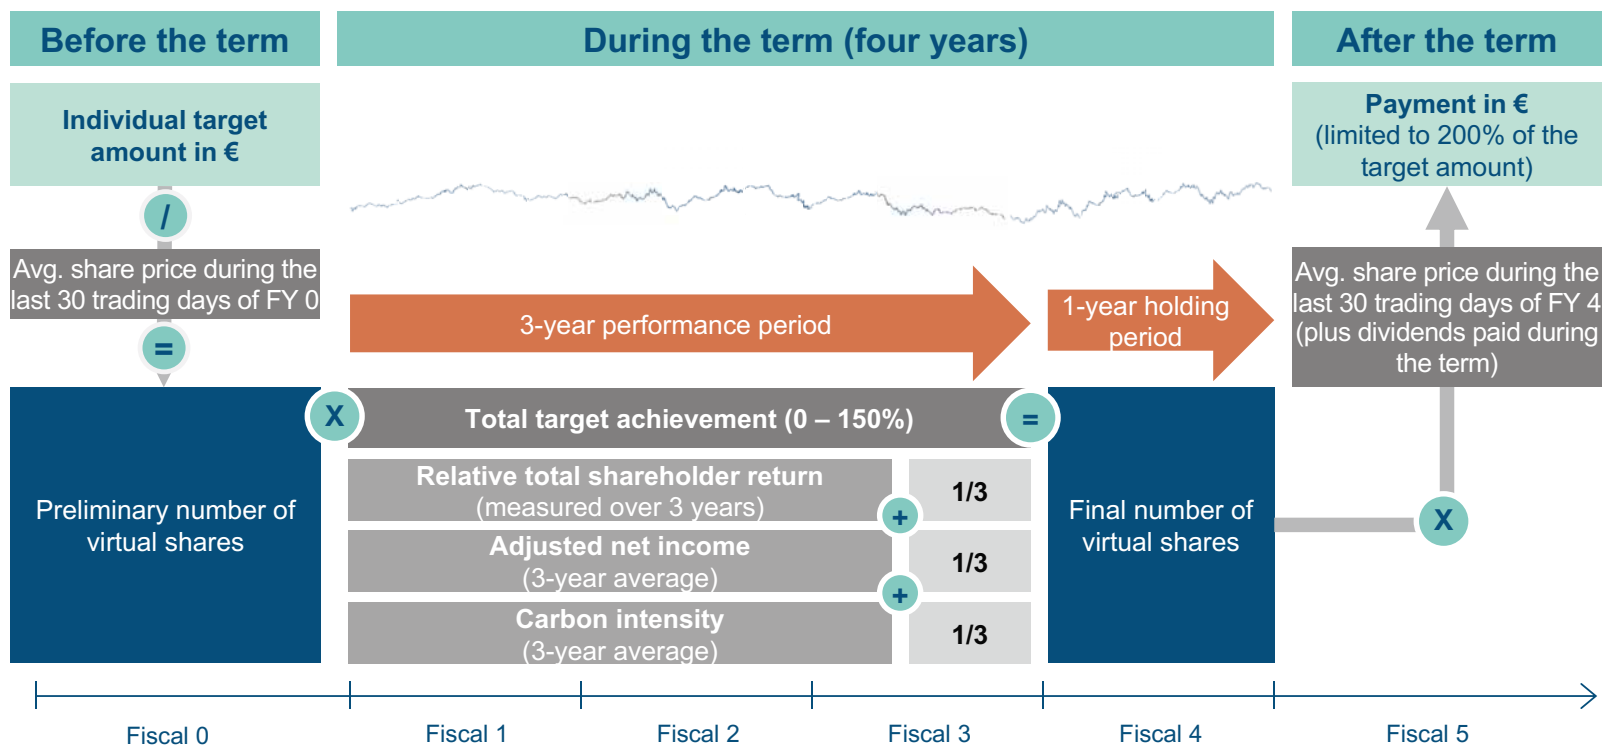 Before the term
During the term (four years)
After the term
Individual target
amount in €
/
Avg. share price during the
last 30 trading days of FY 0
=
Preliminary number of
virtual shares
3-year performance period
1-year holding
period
X
Total target achievement (0 – 150%)
=
Relative total shareholder return
(measured over 3 years)
1/3
+
Adjusted net income
(3-year average)
1/3
+
Carbon intensity
(3-year average)
1/3
Final number of
virtual shares
Payment in €
(limited to 200% of the
target amount)
Avg. share price during the
last 30 trading days of FY 4
(plus dividends paid during
the term)
X
Fiscal 0
Fiscal 1
Fiscal 2
Fiscal 3
Fiscal 4
Fiscal 5